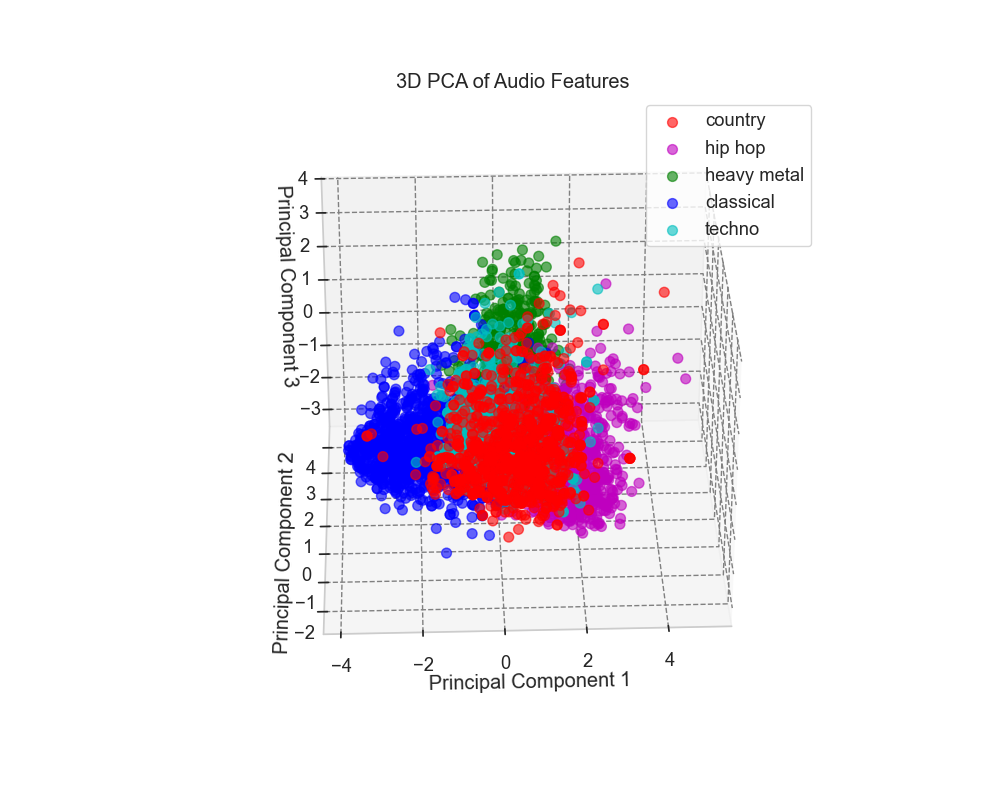 3D PCA of Audio Features
country
hip hop
heavy metal
classical
techno
Principal Component 3
4
3
2
1
0
−1
−2
−3
Principal Component 2
4
3
2
1
0
−1
−2
−4
−2
0
2
4
Principal Component 1